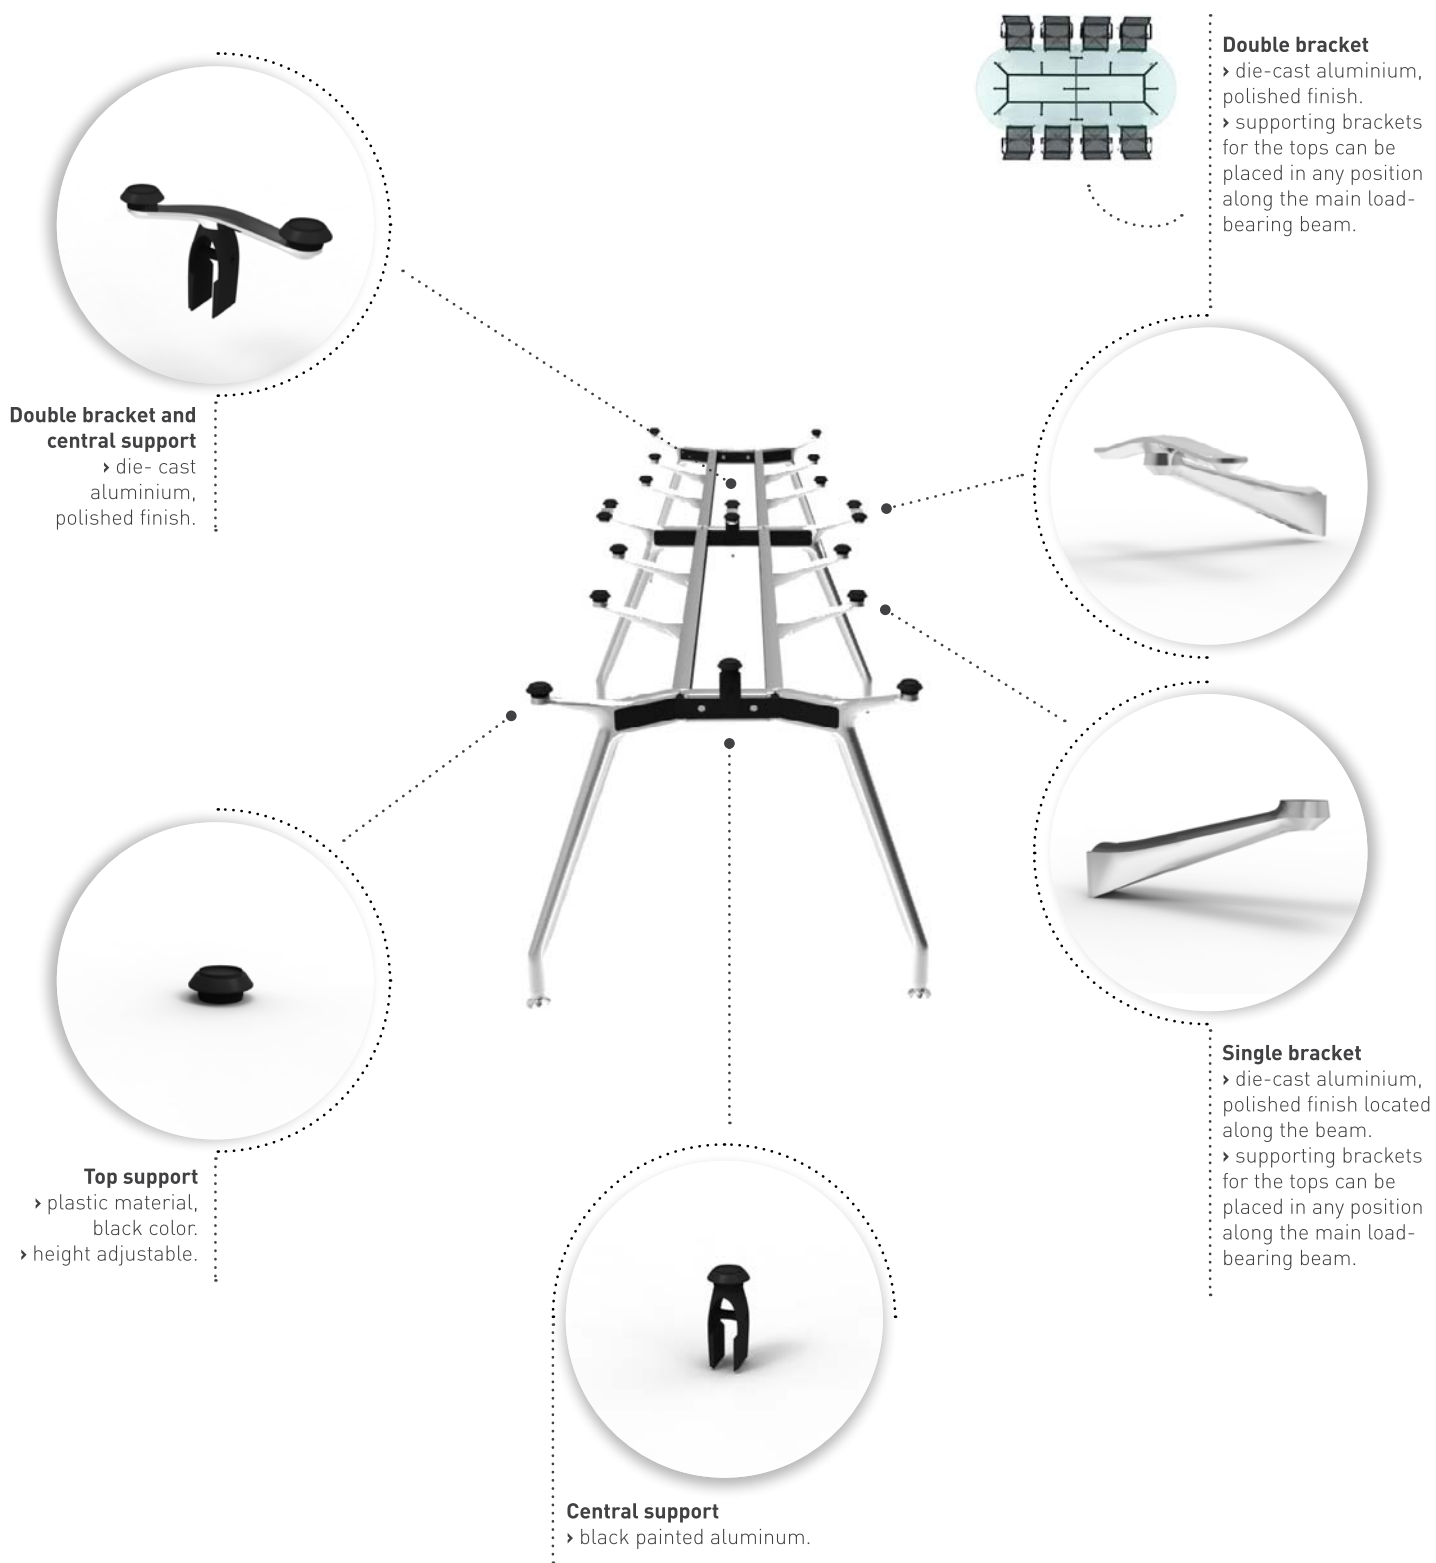 Double bracket
› die-cast aluminium,
polished finish.
› supporting brackets
for the tops can be
placed in any position
along the main load-
bearing beam.
Double bracket and
central support
› die- cast
aluminium,
polished finish.
Single bracket
› die-cast aluminium,
polished finish located
along the beam.
› supporting brackets
for the tops can be
placed in any position
along the main load-
bearing beam.
Top support
› plastic material,
black color.
› height adjustable.
Central support
› black painted aluminum.